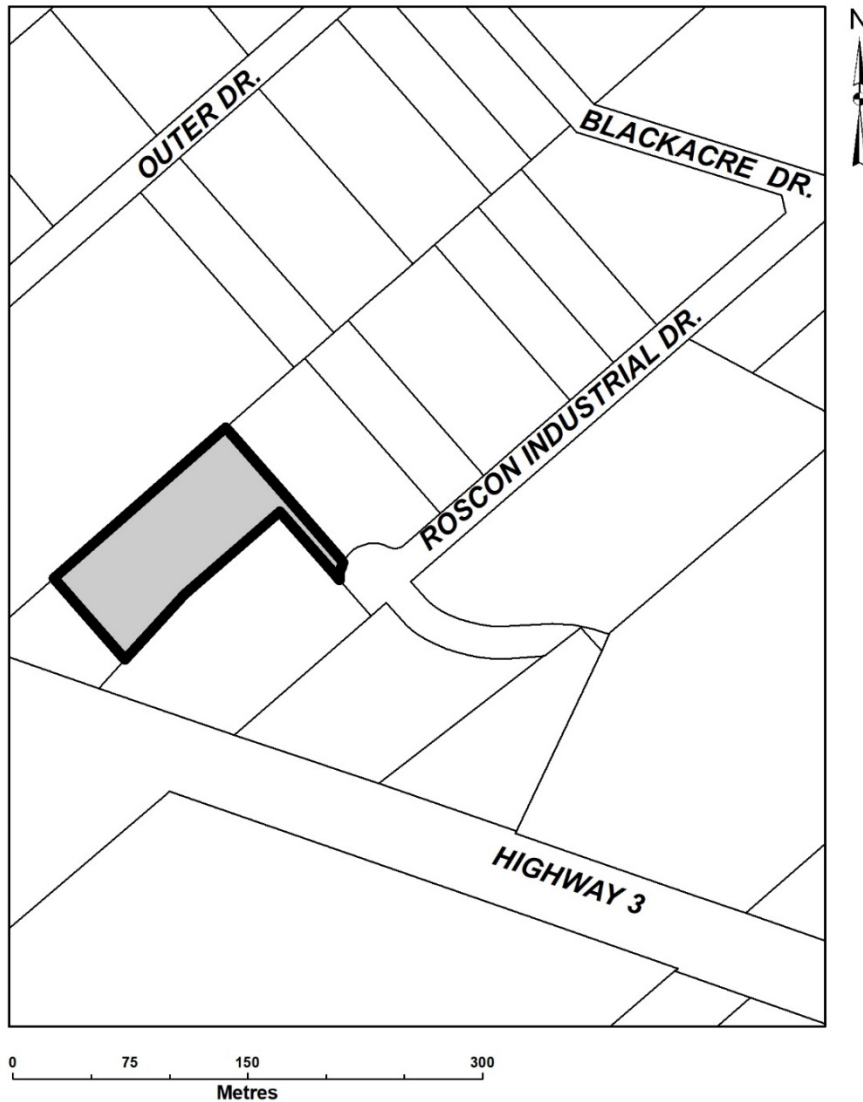 N
OUTER DR.
BLACKACRE DR.
ROSCON INDUSTRIAL DR.
HIGHWAY 3
0 75 150 300
Metres